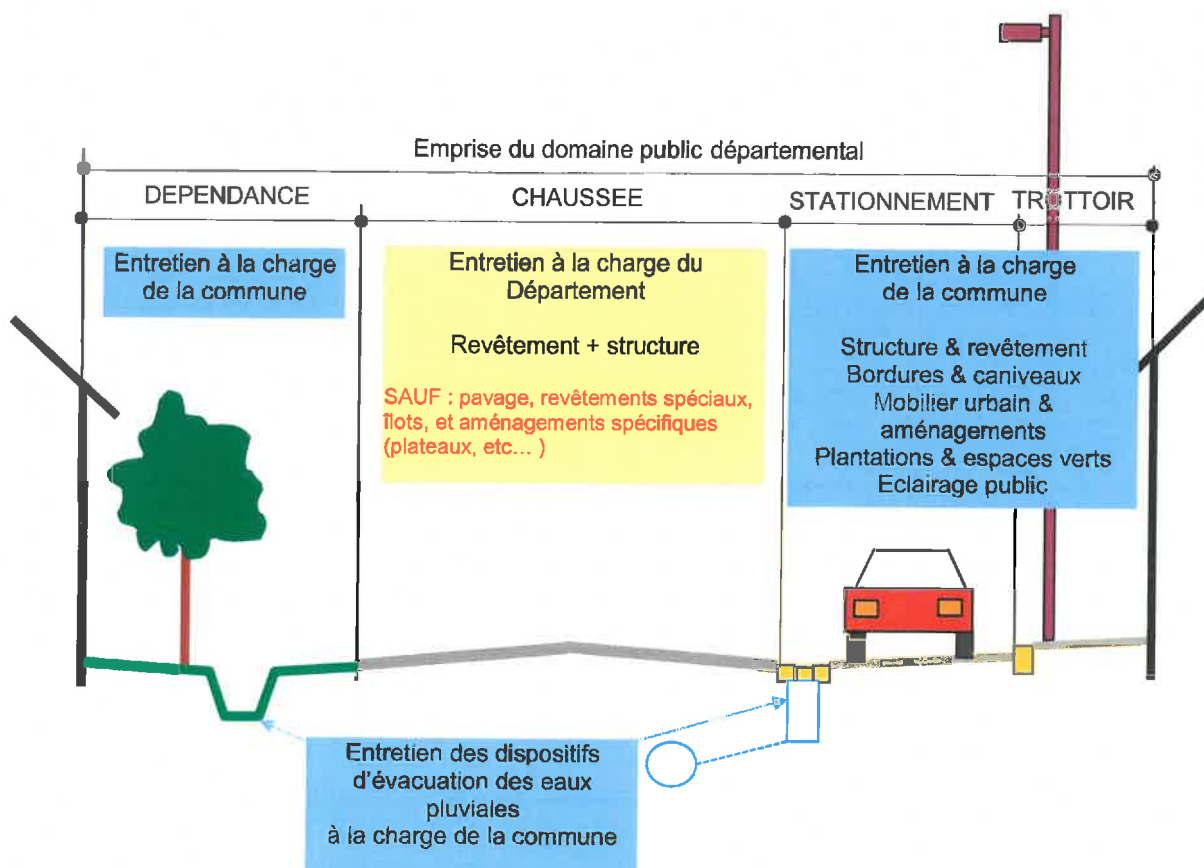 Emprise du domaine public départemental
DEPENDANCE
CHAUSSEE
STATIONNEMENT
TROTTOIR
Entretien à la charge
de la commune
Entretien à la charge du
Département
Revêtement + structure
SAUF : pavage, revêtements spéciaux,
îlots, et aménagements spécifiques
(plateaux, etc... )
Entretien à la charge
de la commune
Structure & revêtement
Bordures & caniveaux
Mobilier urbain &
aménagements
Plantations & espaces verts
Eclairage public
Entretien des dispositifs
d'évacuation des eaux
pluviales
à la charge de la commune